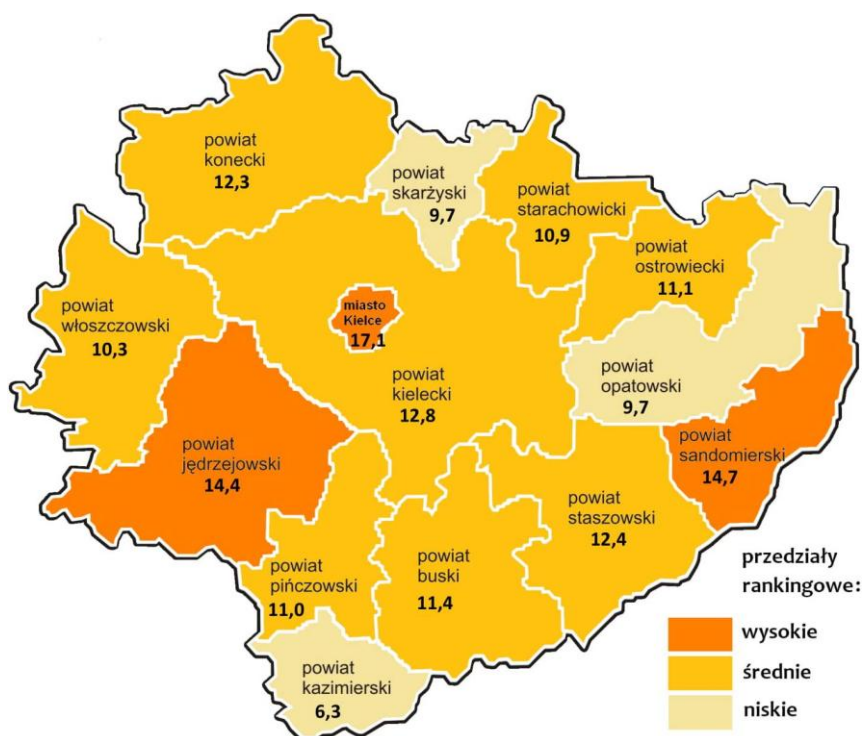 powiat
konecki
12,3
powiat
skarżyski
9,7
powiat
starachowicki
10,9
powiat
ostrowiecki
11,1
powiat
włoszczowski
10,3
miasto
Kielce
17,1
powiat
kielecki
12,8
powiat
opatowski
9,7
powiat
sandomierski
14,7
powiat
jędrzejowski
14,4
powiat
staszowski
12,4
powiat
pińczowski
11,0
powiat
buski
11,4
powiat
kazimierski
6,3
przedziały
rankingowe:
wysokie
średnie
niskie